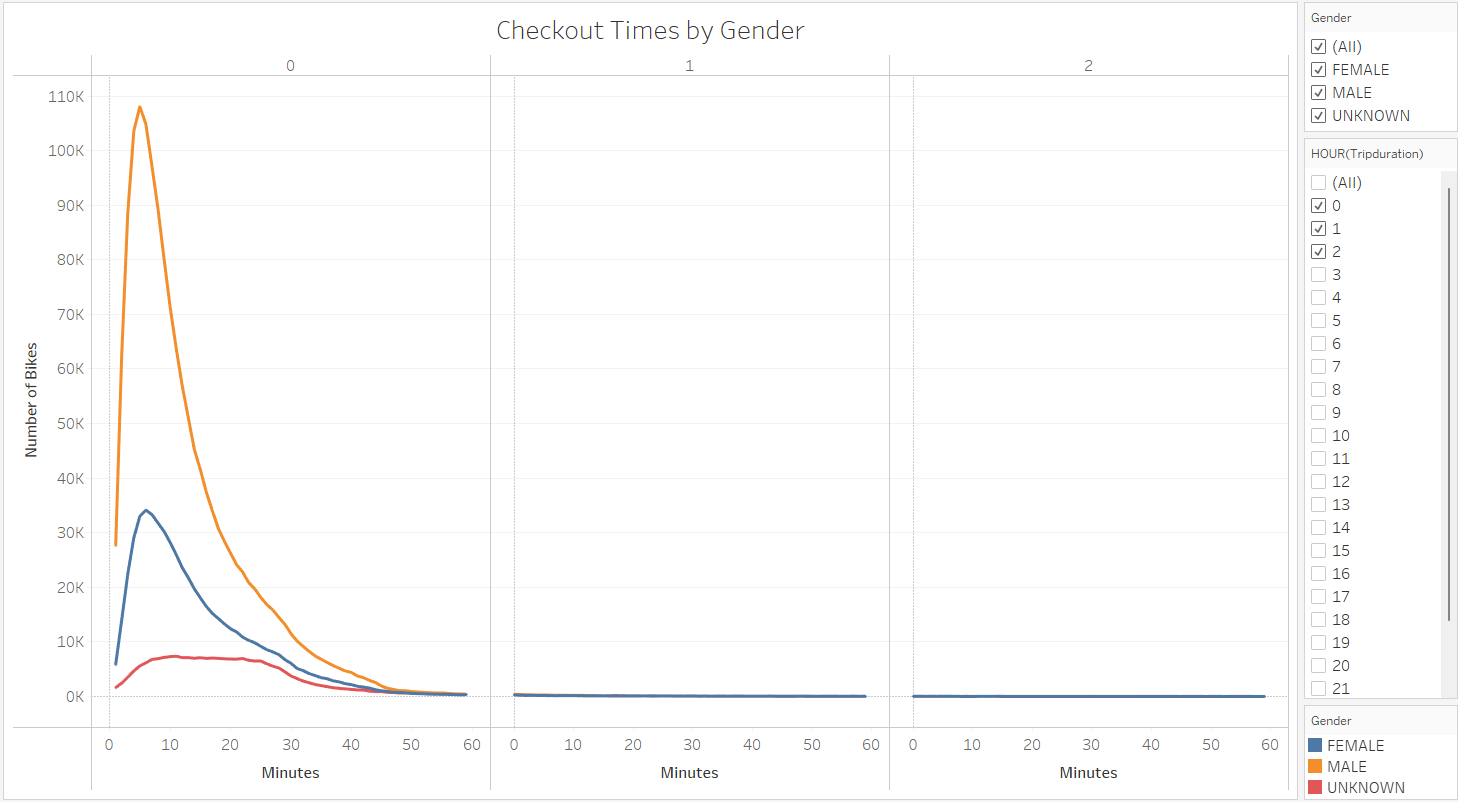 Checkout Times by Gender
0 1 2
110K
100K
90K
80K
70K
60K
50K
40K
30K
20K
10K
0K
Number of Bikes
0 10 20 30 40 50 60 0 10 20 30 40 50 60 0 10 20 30 40 50 60
Minutes Minutes Minutes
Gender
(All)
FEMALE
MALE
UNKNOWN
HOUR(Tripduration)
(All)
0
1
2
3
4
5
6
7
8
9
10
11
12
13
14
15
16
17
18
19
20
21
Gender
FEMALE
MALE
UNKNOWN